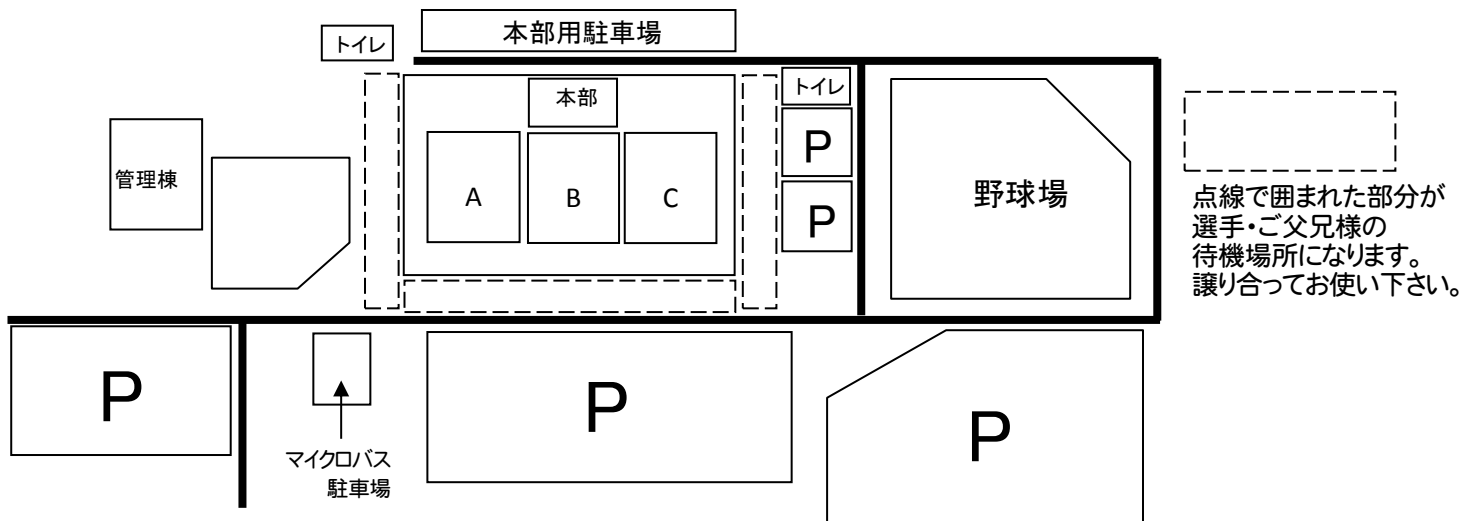 本部用駐車場
トイレ
本部
トイレ
P
管理棟
A
B
C
P
野球場
点線で囲まれた部分が
選手・ご父兄様の
待機場所になります。
譲り合ってお使い下さい。
P
P
P
マイクロバス
駐車場